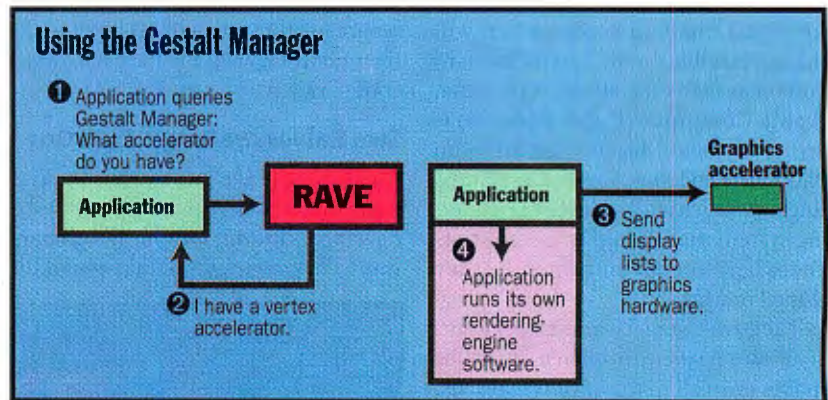 Using the Gestalt Manager
❶ Application queries
Gestalt Manager:
What accelerator
do you have?
Application
RAVE
❷ I have a vertex
accelerator.
Application
❹
Application
runs its own
rendering-
engine
software.
❸ Send
display
lists to
graphics
hardware.
Graphics
accelerator